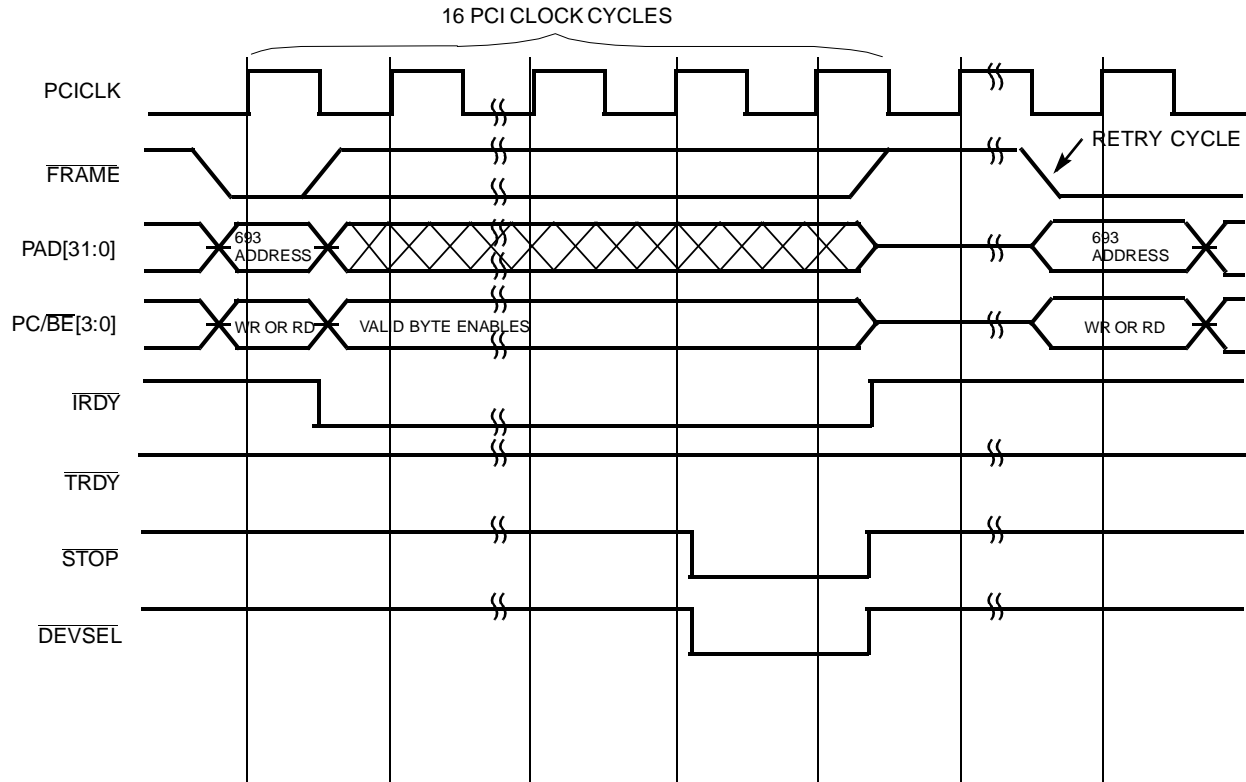 16 PCI CLOCK CYCLES
PCICLK
FRAME
RETRY CYCLE
PAD[31:0]
693
ADDRESS
693
ADDRESS
PC/BE[3:0]
WR OR RD
VALID BYTE ENABLES
WR OR RD
IRDY
TRDY
STOP
DEVSEL